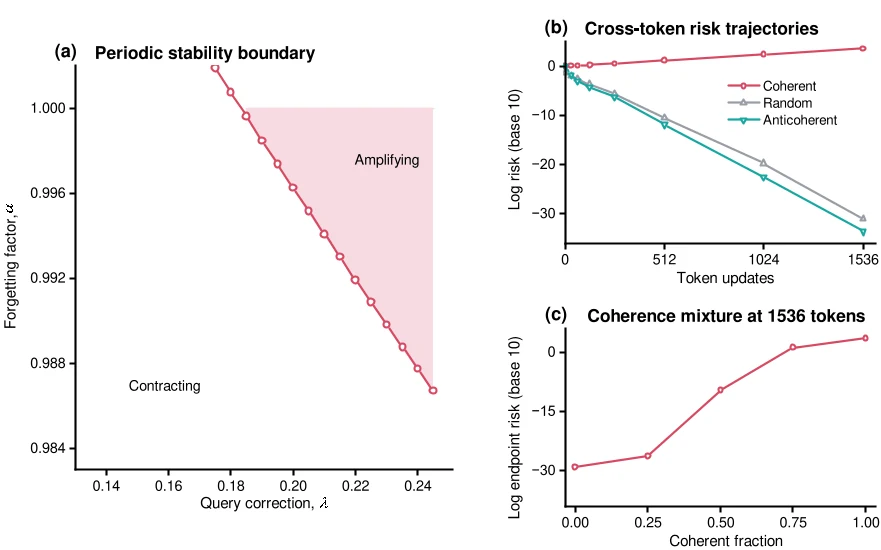 (a) Periodic stability boundary
1.000
0.996
0.992
0.988
0.984
Forgetting factor, α
Amplifying
Contracting
0.14 0.16 0.18 0.20 0.22 0.24
Query correction, λ
(b) Cross-token risk trajectories
0
−10
−20
−30
Log risk (base 10)
Coherent
Random
Anticoherent
0 512 1024 1536
Token updates
(c) Coherence mixture at 1536 tokens
0
−15
−30
Log endpoint risk (base 10)
0.00 0.25 0.50 0.75 1.00
Coherent fraction